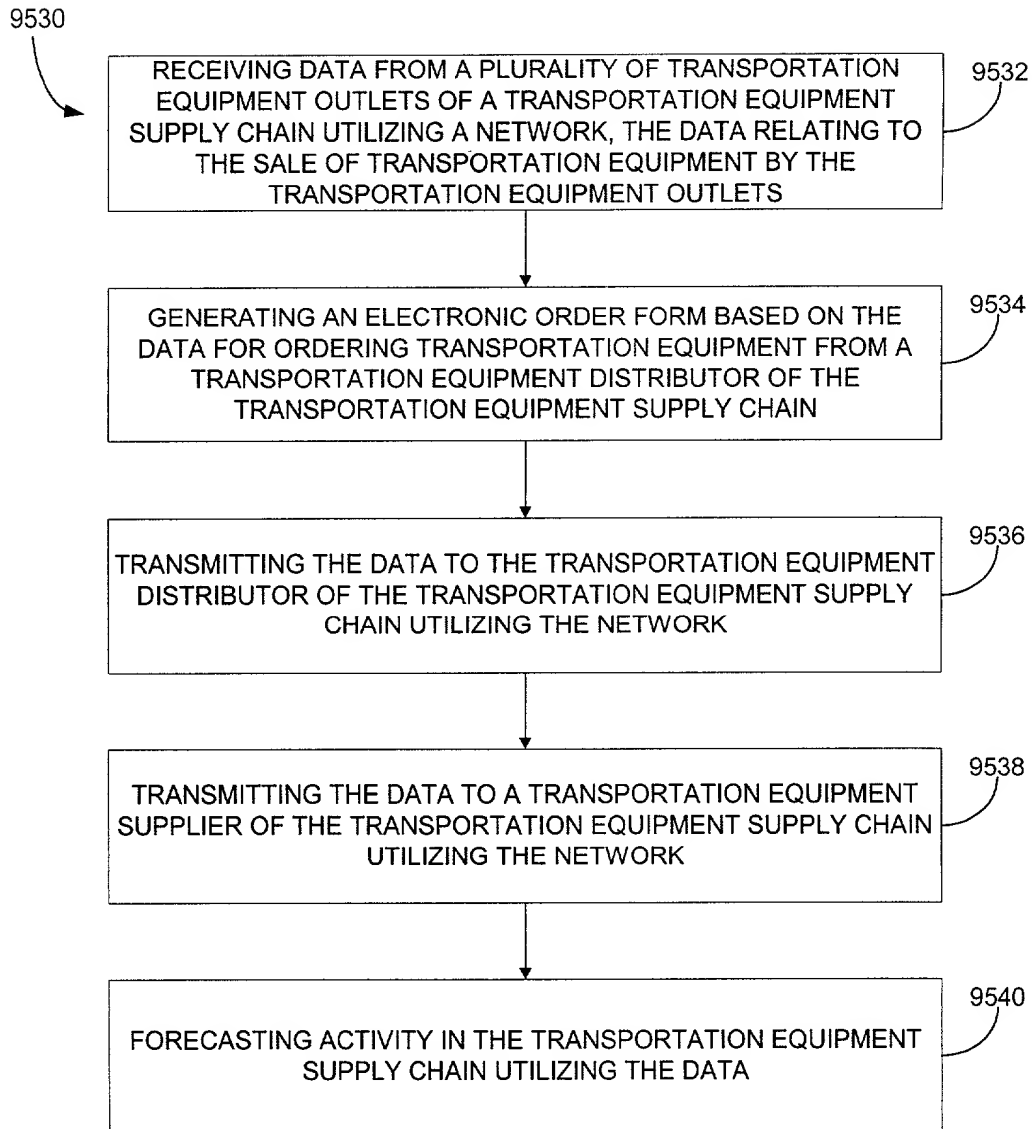 9530
RECEIVING DATA FROM A PLURALITY OF TRANSPORTATION
EQUIPMENT OUTLETS OF A TRANSPORTATION EQUIPMENT
SUPPLY CHAIN UTILIZING A NETWORK, THE DATA RELATING TO
THE SALE OF TRANSPORTATION EQUIPMENT BY THE
TRANSPORTATION EQUIPMENT OUTLETS
9532
GENERATING AN ELECTRONIC ORDER FORM BASED ON THE
DATA FOR ORDERING TRANSPORTATION EQUIPMENT FROM A
TRANSPORTATION EQUIPMENT DISTRIBUTOR OF THE
TRANSPORTATION EQUIPMENT SUPPLY CHAIN
9534
TRANSMITTING THE DATA TO THE TRANSPORTATION EQUIPMENT
DISTRIBUTOR OF THE TRANSPORTATION EQUIPMENT SUPPLY
CHAIN UTILIZING THE NETWORK
9536
TRANSMITTING THE DATA TO A TRANSPORTATION EQUIPMENT
SUPPLIER OF THE TRANSPORTATION EQUIPMENT SUPPLY CHAIN
UTILIZING THE NETWORK
9538
FORECASTING ACTIVITY IN THE TRANSPORTATION EQUIPMENT
SUPPLY CHAIN UTILIZING THE DATA
9540